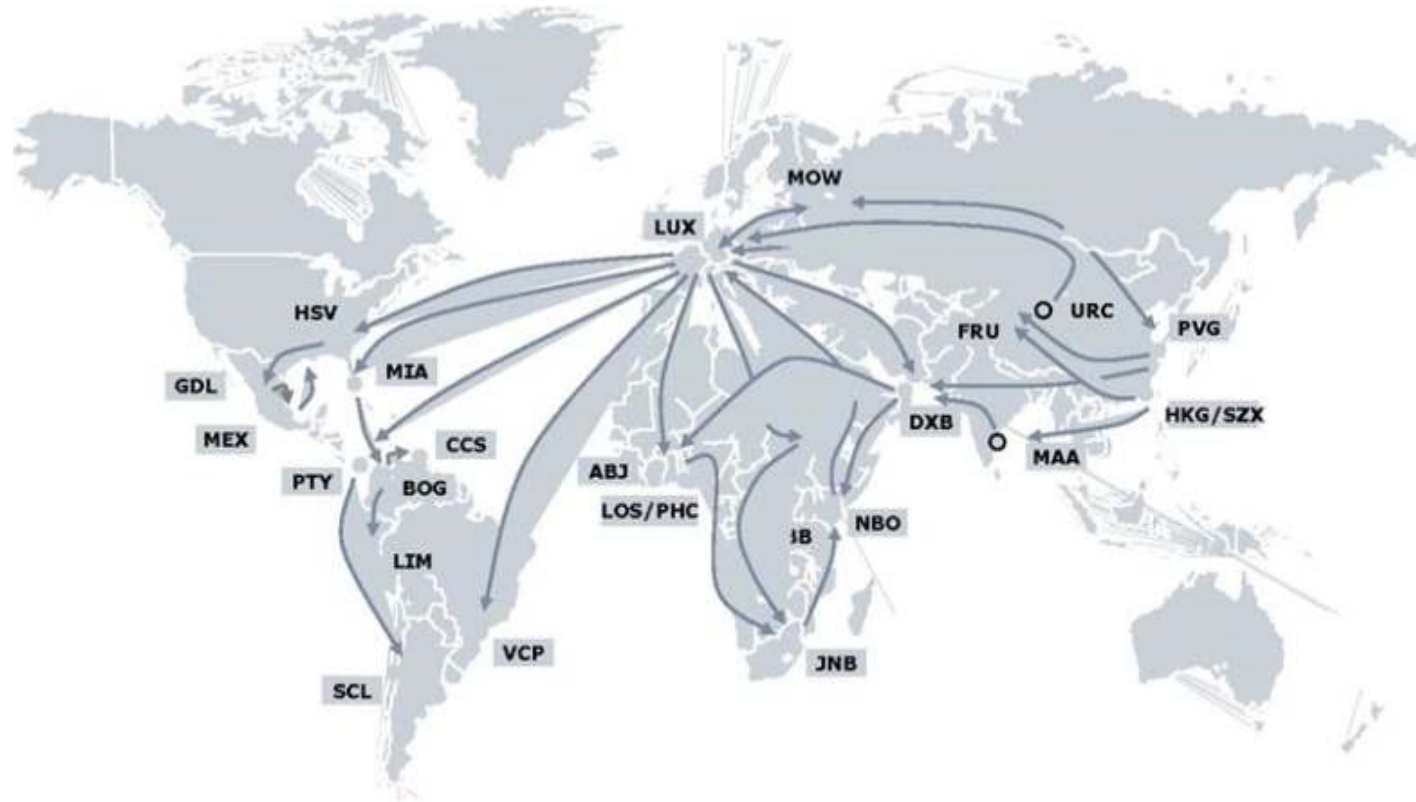 MOW
LUX
HSV
URC
FRU
PVG
MIA
GDL
HKG/SZX
DXB
MEX
CCS
MAA
ABJ
PTY
BOG
LOS/PHC
NBO
BB
LIM
VCP
JNB
SCL